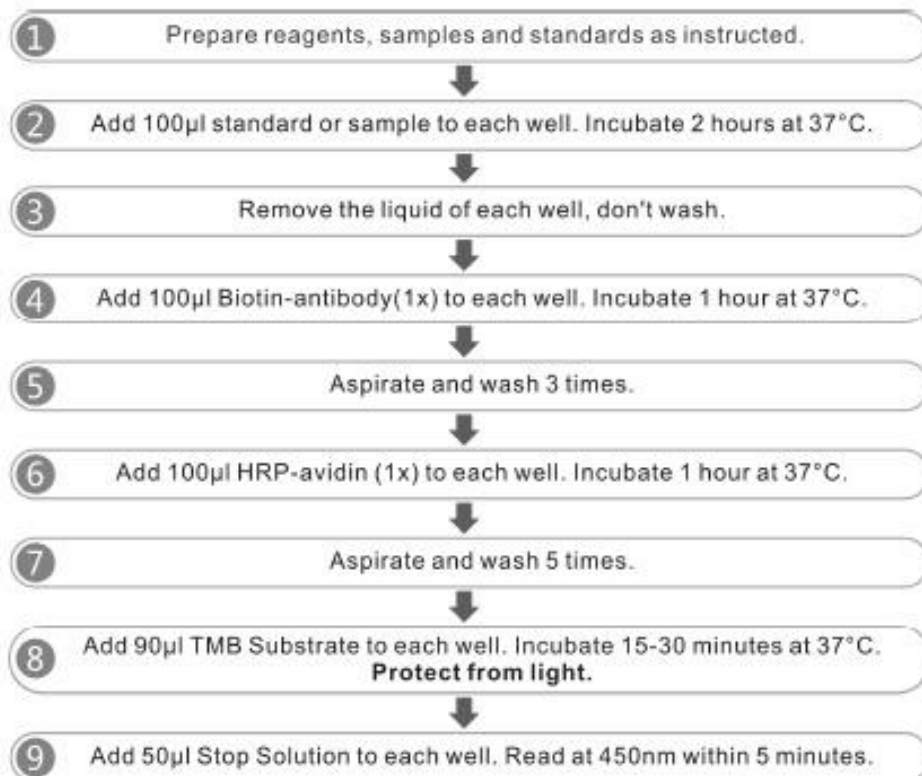 1 Prepare reagents, samples and standards as instructed.
2 Add 100µl standard or sample to each well. Incubate 2 hours at 37°C.
3 Remove the liquid of each well, don't wash.
4 Add 100µl Biotin-antibody(1x) to each well. Incubate 1 hour at 37°C.
5 Aspirate and wash 3 times.
6 Add 100µl HRP-avidin (1x) to each well. Incubate 1 hour at 37°C.
7 Aspirate and wash 5 times.
8 Add 90µl TMB Substrate to each well. Incubate 15-30 minutes at 37°C.
Protect from light.
9 Add 50µl Stop Solution to each well. Read at 450nm within 5 minutes.